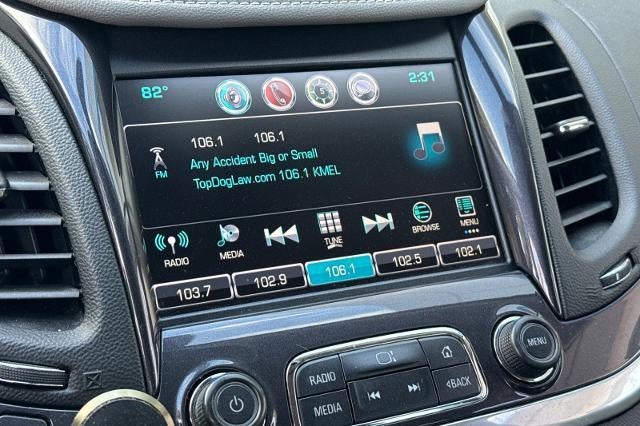 82° 2:31
106.1 106.1
FM
Any Accident Big or Small
TopDogLaw.com 106.1 KMEL
RADIO MEDIA TUNE BROWSE MENU
103.7 102.9 106.1 102.5 102.1
RADIO
MEDIA
BACK
MENU